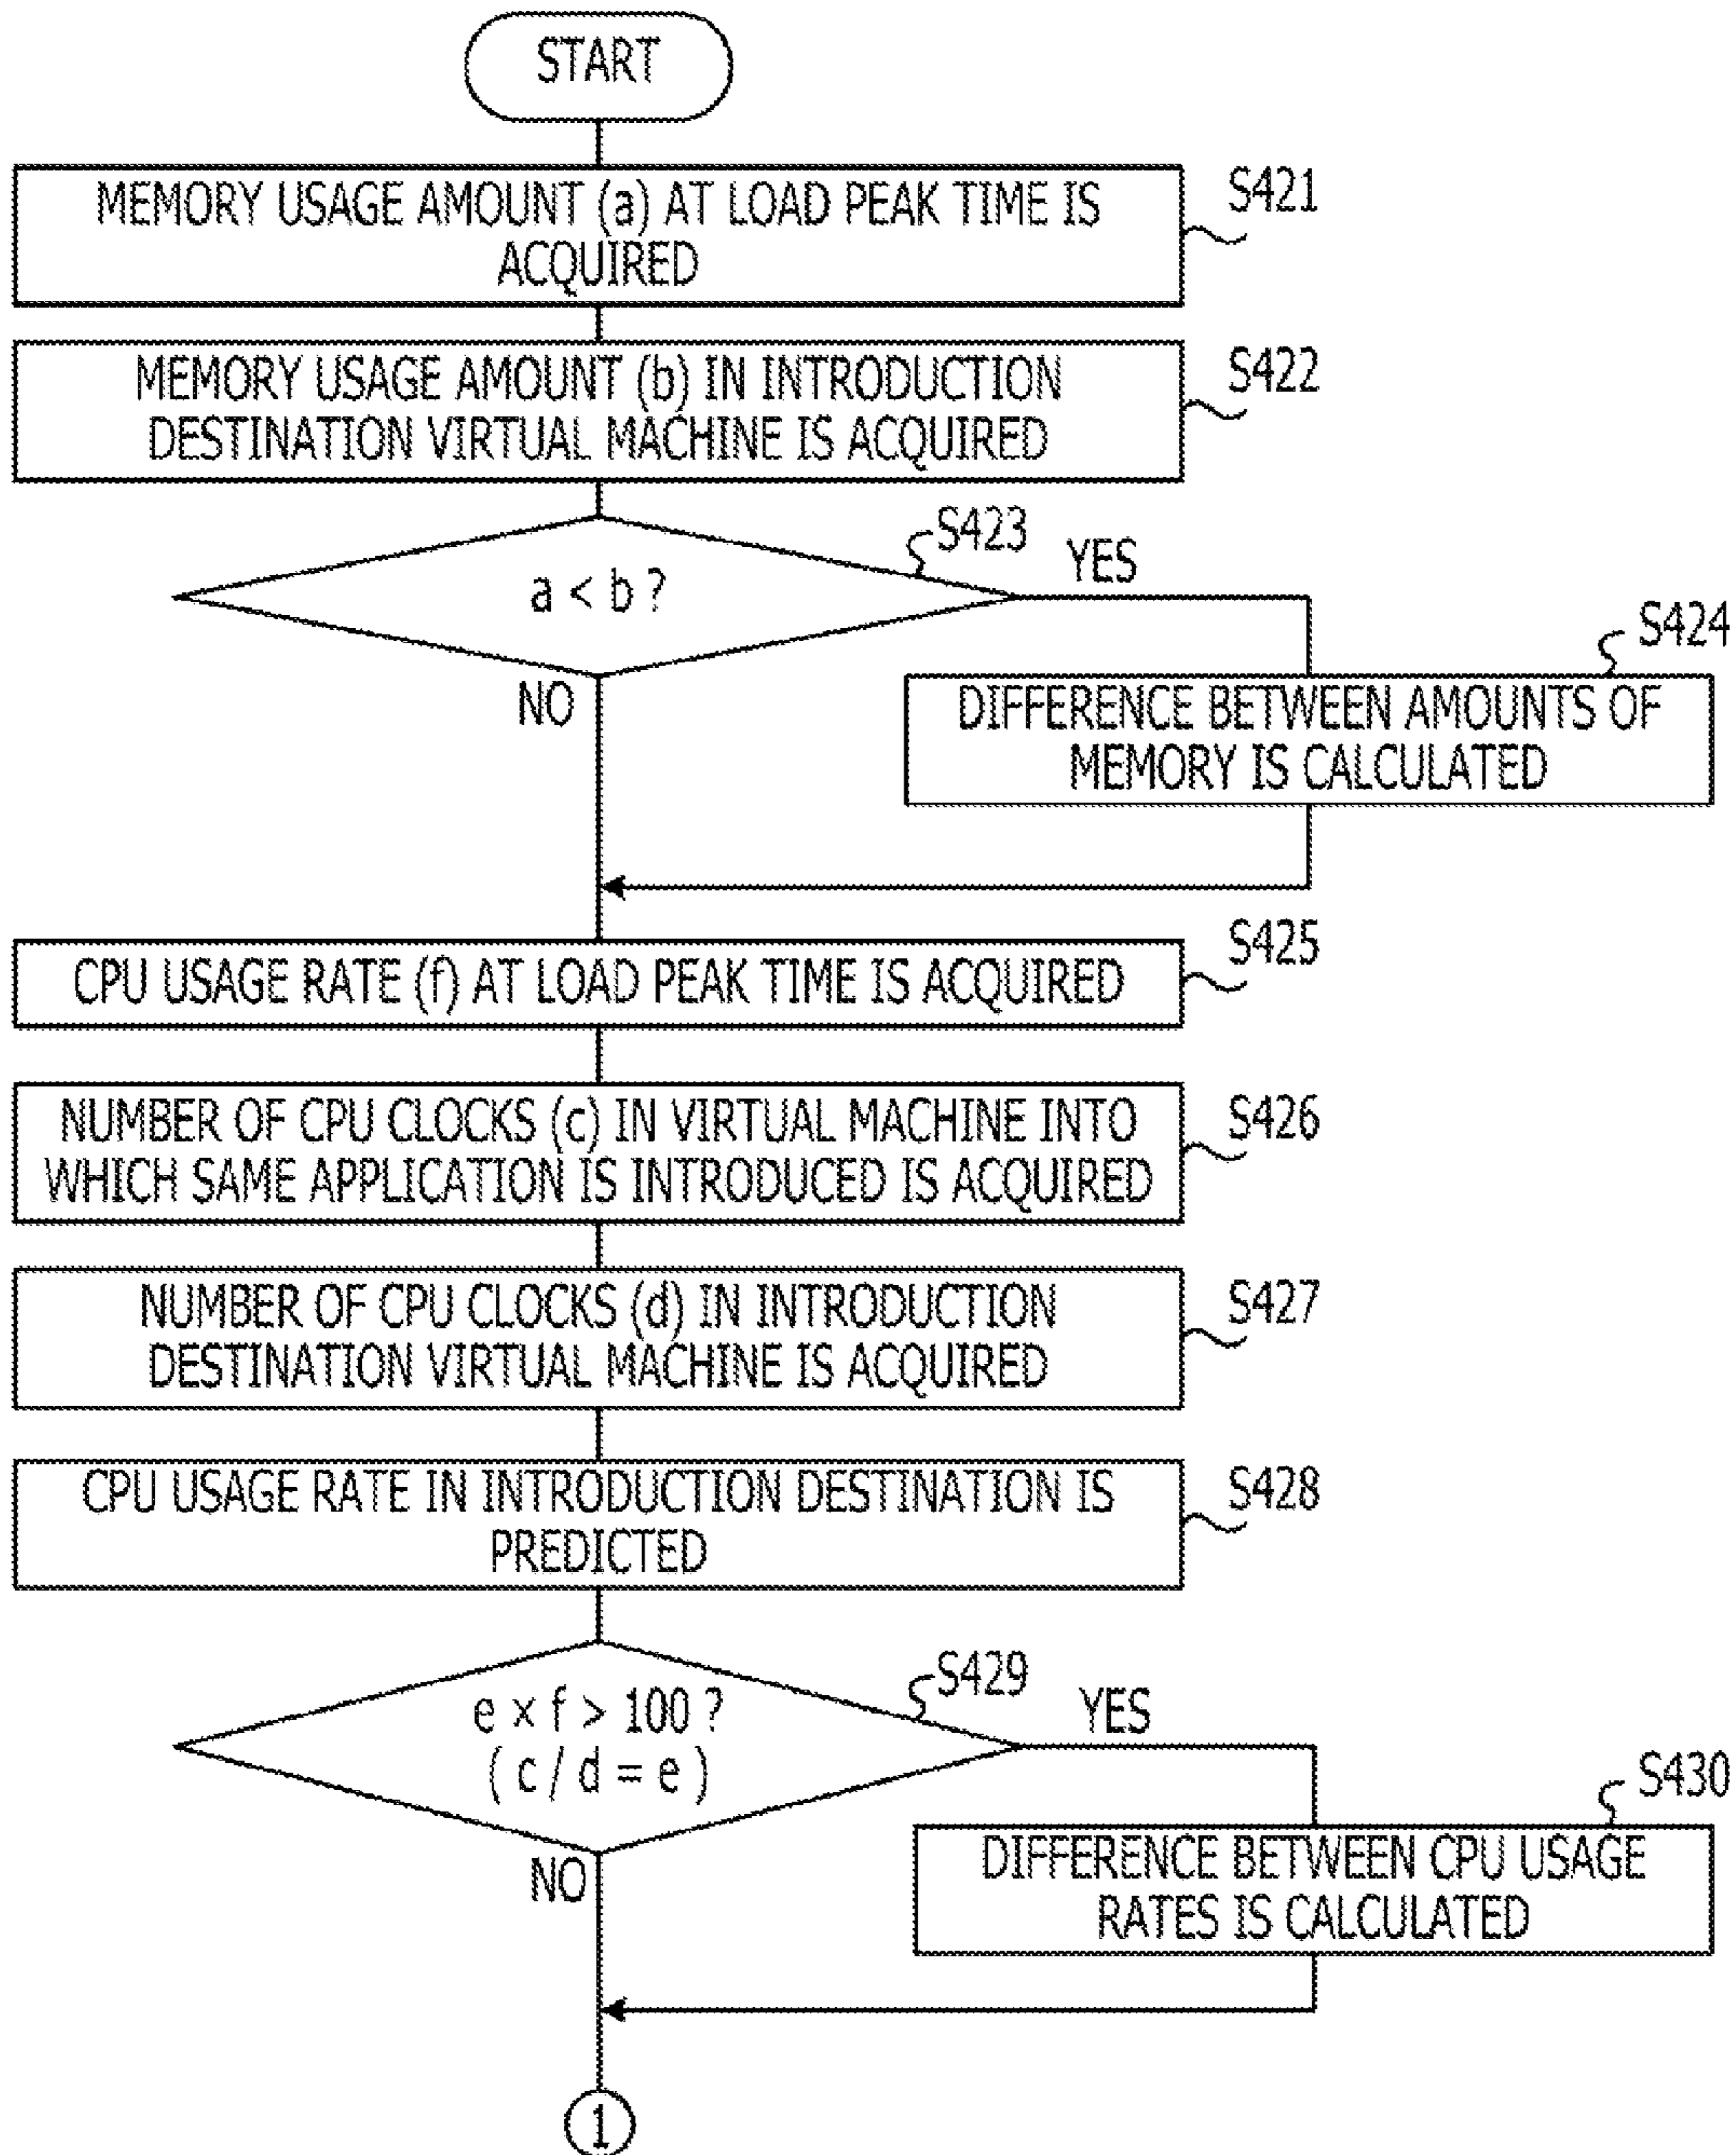 START
MEMORY USAGE AMOUNT (a) AT LOAD PEAK TIME IS
ACQUIRED
S421
MEMORY USAGE AMOUNT (b) IN INTRODUCTION
DESTINATION VIRTUAL MACHINE IS ACQUIRED
S422
a < b ?
S423
YES
NO
S424
DIFFERENCE BETWEEN AMOUNTS OF
MEMORY IS CALCULATED
CPU USAGE RATE (f) AT LOAD PEAK TIME IS ACQUIRED
S425
NUMBER OF CPU CLOCKS (c) IN VIRTUAL MACHINE INTO
WHICH SAME APPLICATION IS INTRODUCED IS ACQUIRED
S426
NUMBER OF CPU CLOCKS (d) IN INTRODUCTION
DESTINATION VIRTUAL MACHINE IS ACQUIRED
S427
CPU USAGE RATE IN INTRODUCTION DESTINATION IS
PREDICTED
S428
e × f > 100 ?
( c / d = e )
S429
YES
NO
S430
DIFFERENCE BETWEEN CPU USAGE
RATES IS CALCULATED
1